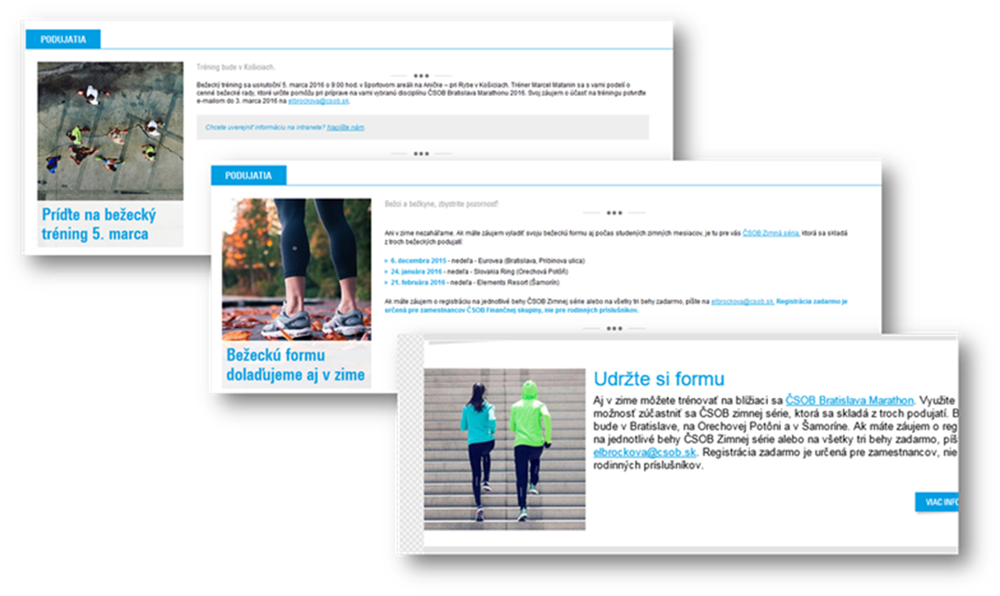 PODUJATIA
Príďte na bežecký
tréning 5. marca
Tréning bude v Košiciach.
Bežecký tréning sa uskutoční 5. marca 2016 o 9:00 hod. v športovom areáli na Aničke – pri Rybe v Košiciach. Tréner Marcel Matanin sa s vami podelí o
cenné bežecké rady, ktoré určite pomôžu pri príprave na vami vybranú disciplínu ČSOB Bratislava Marathonu 2016. Svoj záujem o účasť na tréningu potvrďte
e-mailom do 3. marca 2016 na elbrockova@csob.sk.
Chcete uverejniť informáciu na intranete? Napíšte nám
PODUJATIA
Bežeckú formu
dolaďujeme aj v zime
Bežci a bežkyne, zbystrite pozornosť!
Ani v zime nezaháľame. Ak máte záujem vyladiť svoju bežeckú formu aj počas studených zimných mesiacov, je tu pre vás ČSOB Zimná séria, ktorá sa skladá
z troch bežeckých podujatí:
» 6. decembra 2015 - nedeľa - Eurovea (Bratislava, Pribinova ulica)
» 24. januára 2016 - nedeľa - Slovakia Ring (Orechová Potôň)
» 21. februára 2016 - nedeľa - Elements Resort (Šamorín)
Ak máte záujem o registráciu na jednotlivé behy ČSOB Zimnej série alebo na všetky tri behy zadarmo, píšte na elbrockova@csob.sk. Registrácia zadarmo je
určená pre zamestnancov ČSOB Finančnej skupiny, nie pre rodinných príslušníkov.
Udržte si formu
Aj v zime môžete trénovať na blížiaci sa ČSOB Bratislava Marathon. Využite
možnosť zúčastniť sa ČSOB zimnej série, ktorá sa skladá z troch podujatí. B
bude v Bratislave, na Orechovej Potôni a v Šamoríne. Ak máte záujem o reg
na jednotlivé behy ČSOB Zimnej série alebo na všetky tri behy zadarmo, píš
elbrockova@csob.sk. Registrácia zadarmo je určená pre zamestnancov, nie
rodinných príslušníkov.
VIAC INFO